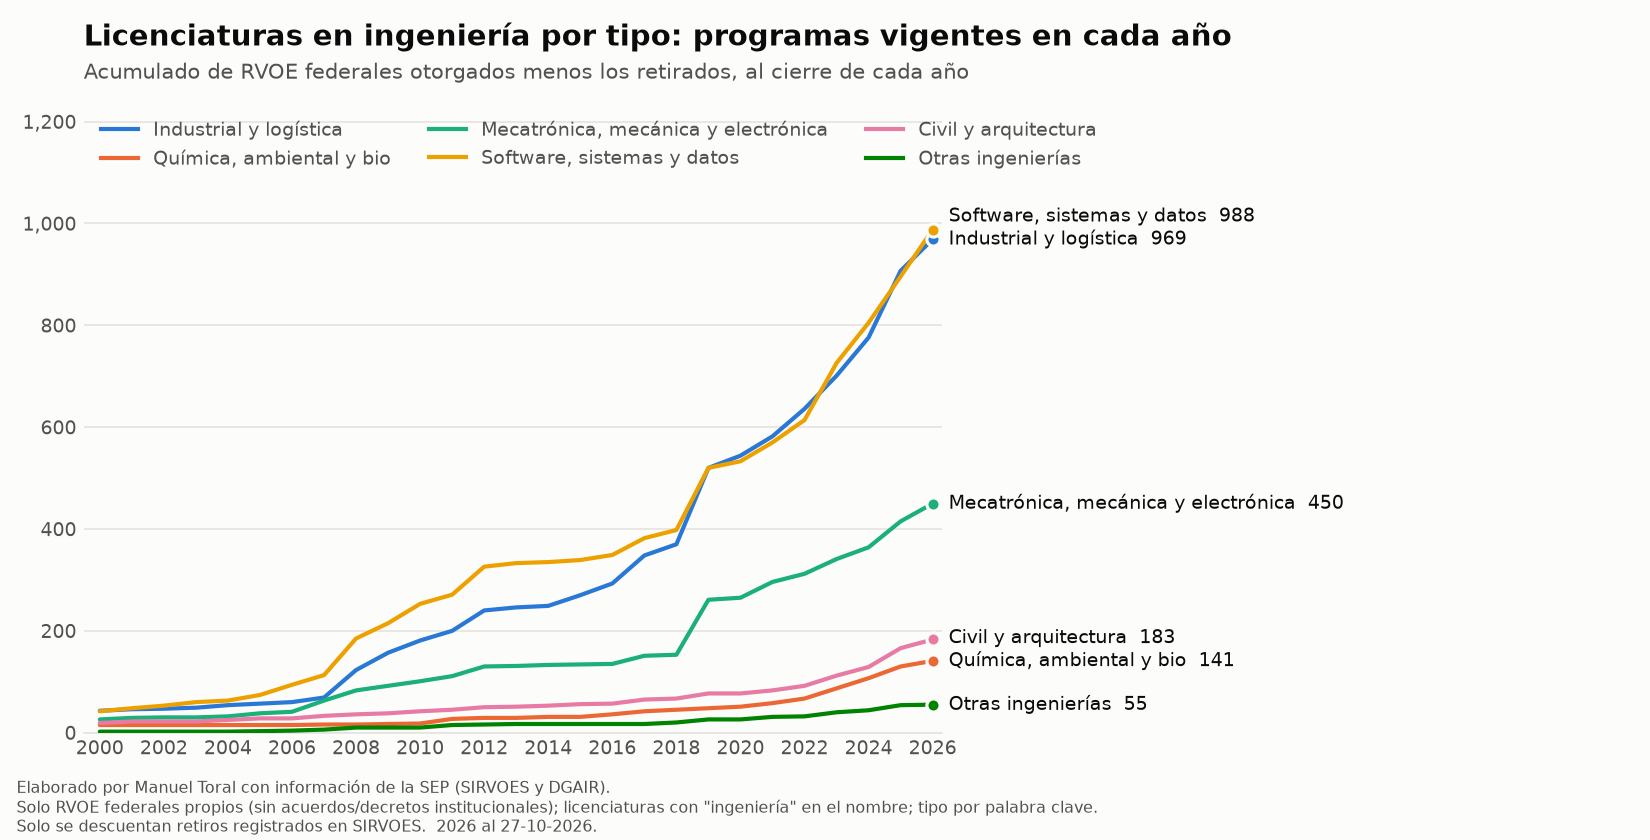 Licenciaturas en ingeniería por tipo: programas vigentes en cada año
Acumulado de RVOE federales otorgados menos los retirados, al cierre de cada año
1,200
Industrial y logística
Mecatrónica, mecánica y electrónica
Civil y arquitectura
Química, ambiental y bio
Software, sistemas y datos
Otras ingenierías
1,000
800
600
400
200
0
Software, sistemas y datos 988
Industrial y logística 969
Mecatrónica, mecánica y electrónica 450
Civil y arquitectura 183
Química, ambiental y bio 141
Otras ingenierías 55
2000 2002 2004 2006 2008 2010 2012 2014 2016 2018 2020 2022 2024 2026
Elaborado por Manuel Toral con información de la SEP (SIRVOES y DGAIR).
Solo RVOE federales propios (sin acuerdos/decretos institucionales); licenciaturas con "ingeniería" en el nombre; tipo por palabra clave.
Solo se descuentan retiros registrados en SIRVOES. 2026 al 27-10-2026.